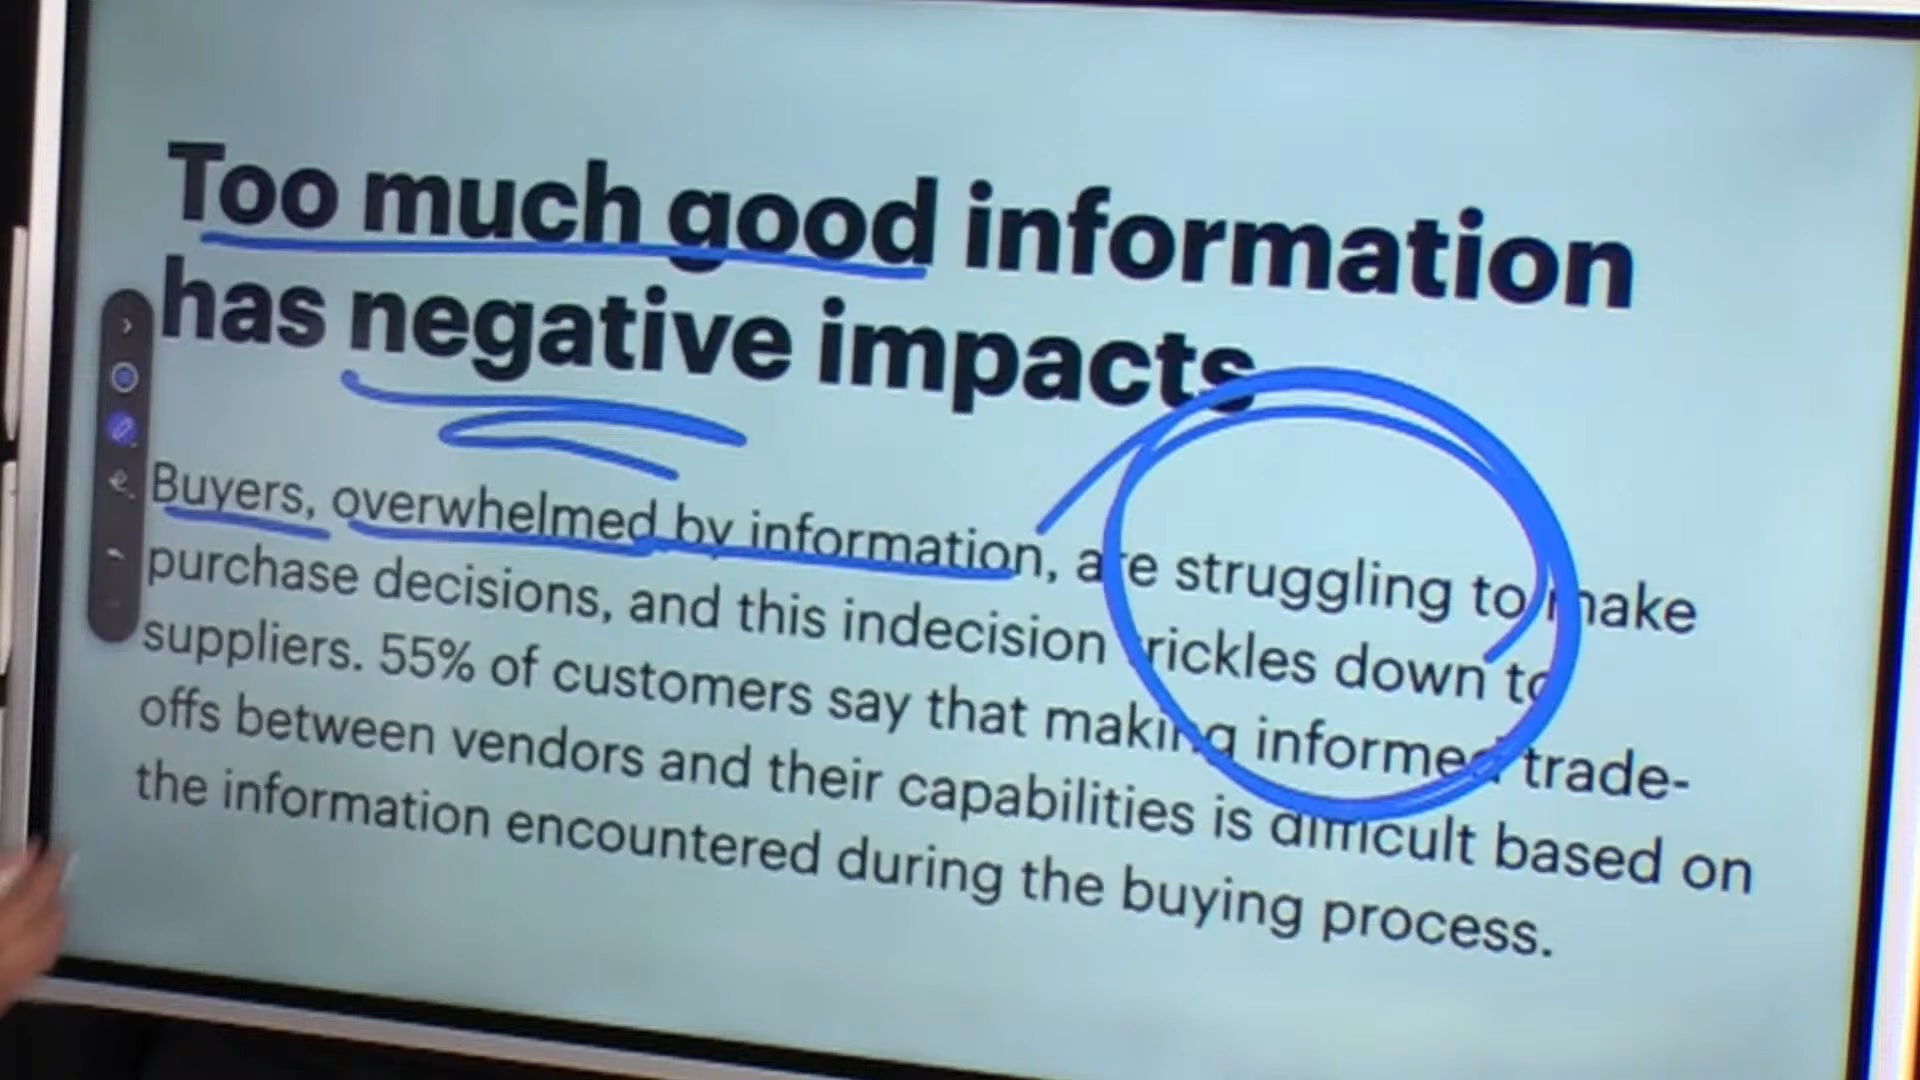 Too much good information
has negative impacts
Buyers, overwhelmed by information, are struggling to make
purchase decisions, and this indecision trickles down to
suppliers. 55% of customers say that making informed trade-
offs between vendors and their capabilities is difficult based on
the information encountered during the buying process.